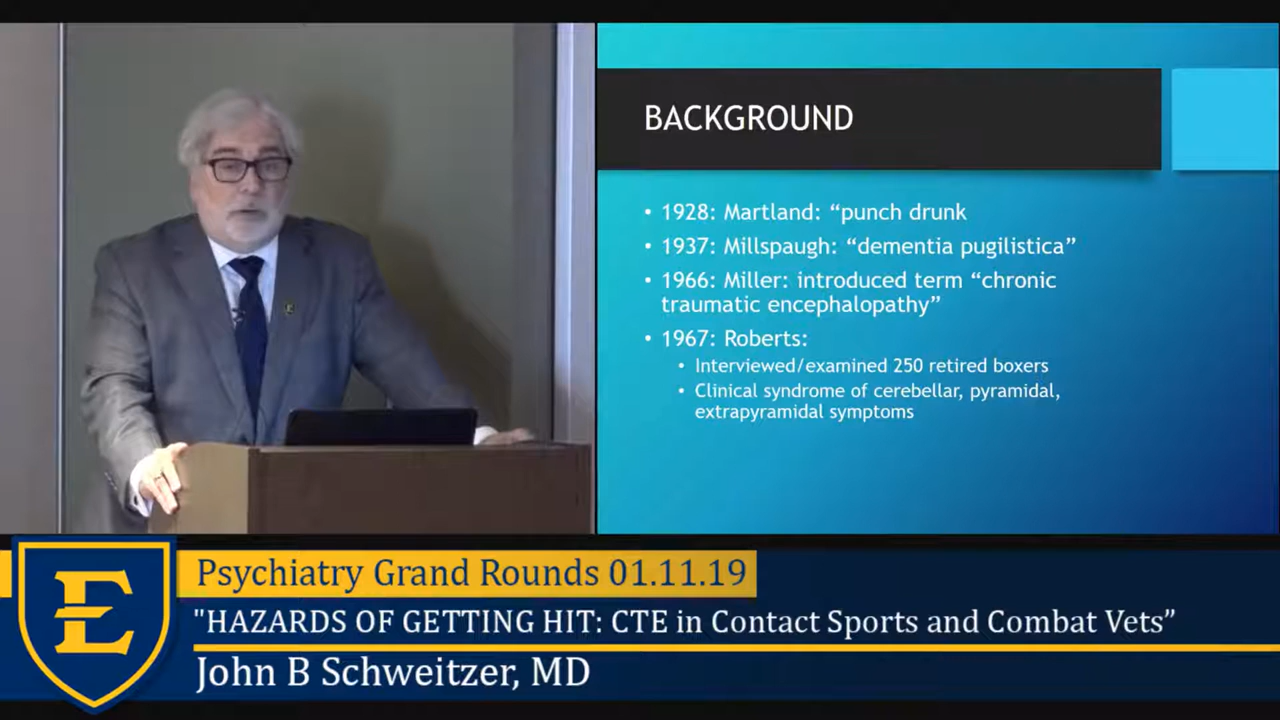 BACKGROUND
• 1928: Martland: “punch drunk
• 1937: Millspaugh: “dementia pugilistica”
• 1966: Miller: introduced term “chronic
traumatic encephalopathy”
• 1967: Roberts:
• Interviewed/examined 250 retired boxers
• Clinical syndrome of cerebellar, pyramidal,
extrapyramidal symptoms
E
Psychiatry Grand Rounds 01.11.19
"HAZARDS OF GETTING HIT: CTE in Contact Sports and Combat Vets”
John B Schweitzer, MD